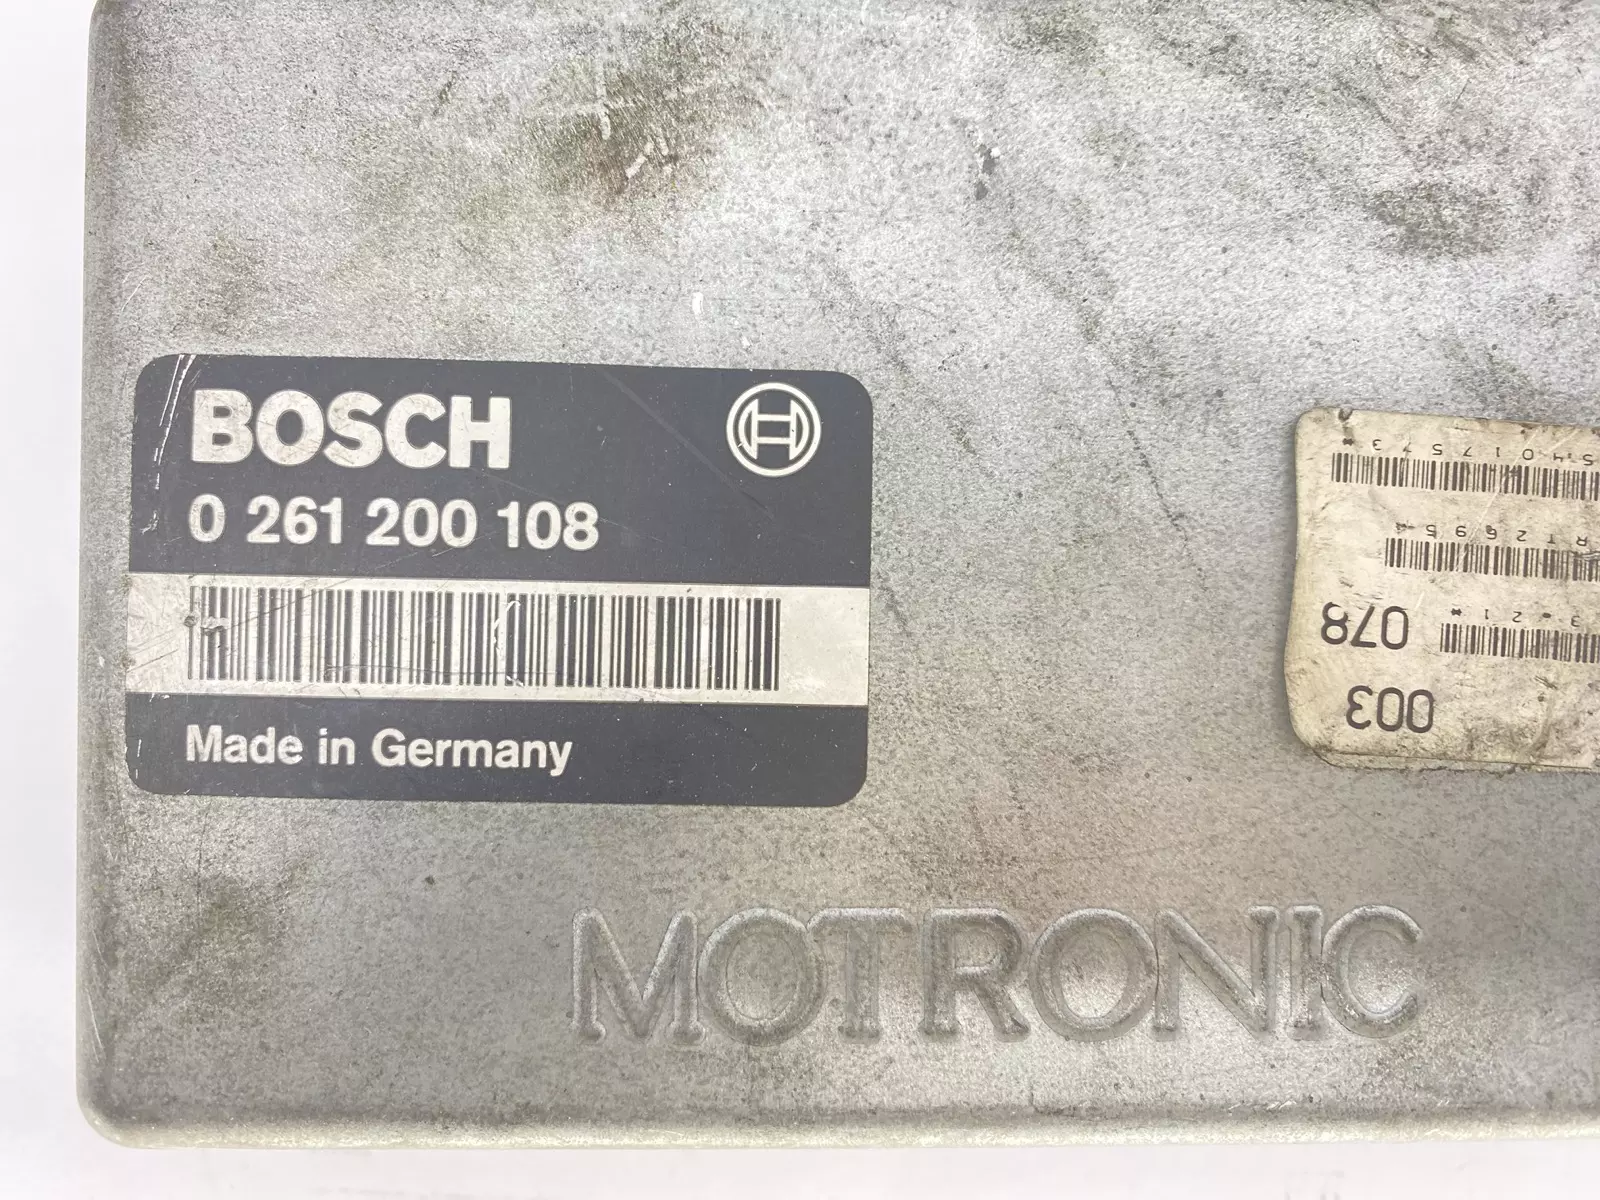 BOSCH
0 261 200 108
Made in Germany
MOTRONIC
003
078